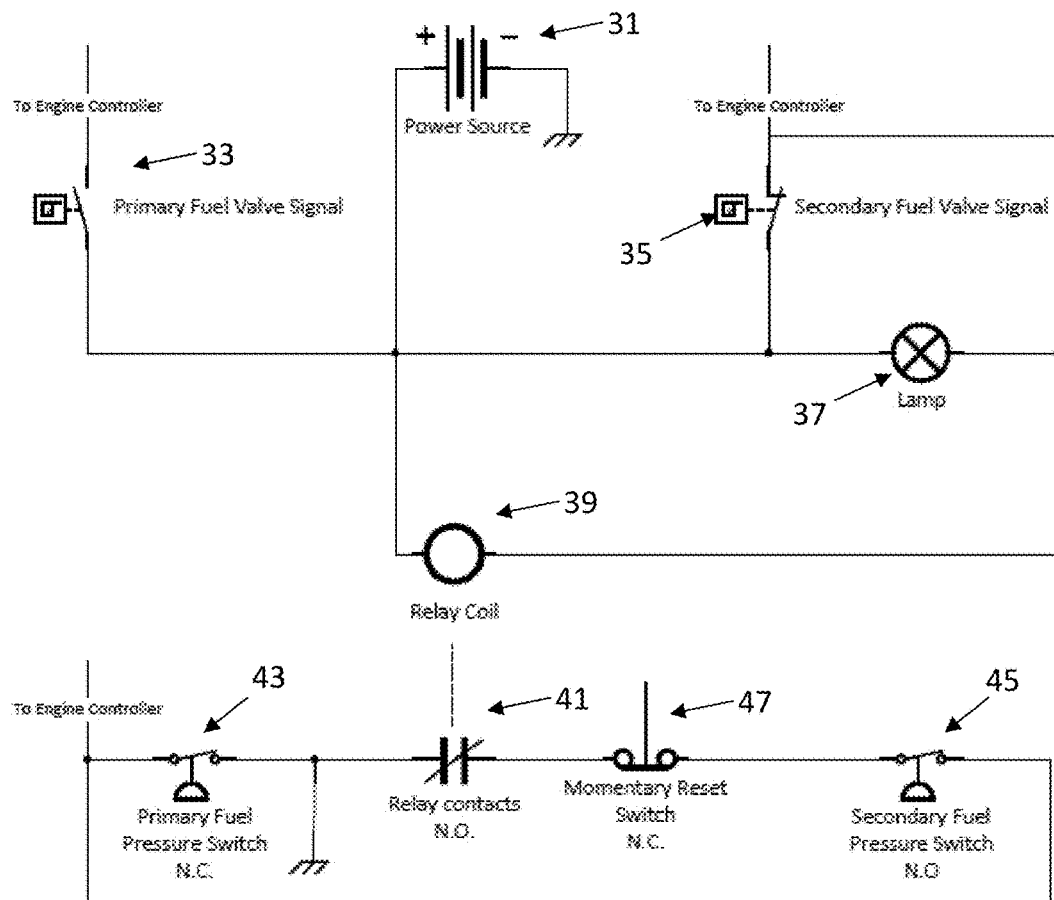 + − 31
To Engine Controller
To Engine Controller
Power Source
33
Primary Fuel Valve Signal
Secondary Fuel Valve Signal
35
37
Lamp
39
Relay Coil
To Engine Controller
43
41
47
45
Primary Fuel
Pressure Switch
N.C.
Relay contacts
N.O.
Momentary Reset
Switch
N.C.
Secondary Fuel
Pressure Switch
N.O